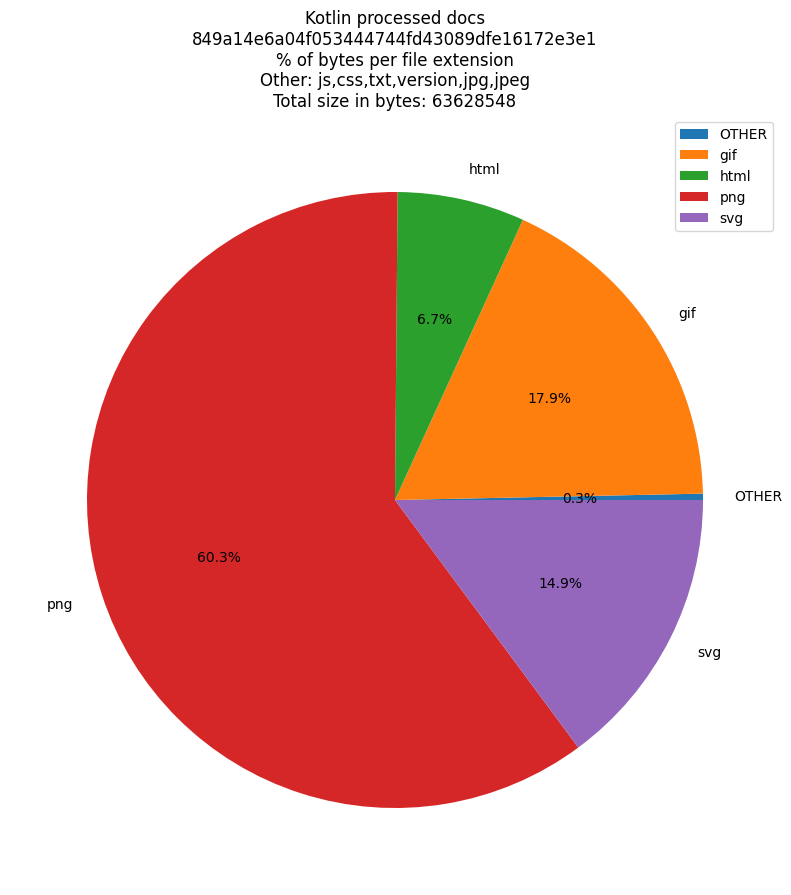 Kotlin processed docs
849a14e6a04f053444744fd43089dfe16172e3e1
% of bytes per file extension
Other: js,css,txt,version,jpg,jpeg
Total size in bytes: 63628548
OTHER
gif
html
png
svg
html
gif
6.7%
17.9%
OTHER
0.3%
60.3%
14.9%
png
svg